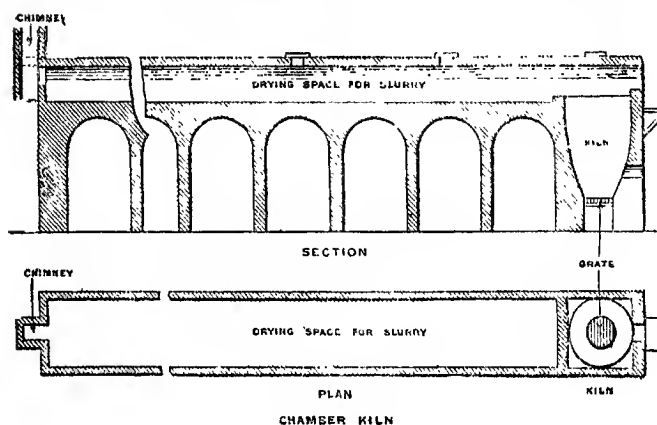 CHIMNEY
DRYING SPACE FOR SLURRY
KILN
SECTION
GRATE
CHIMNEY
DRYING SPACE FOR SLURRY
PLAN
KILN
CHAMBER KILN